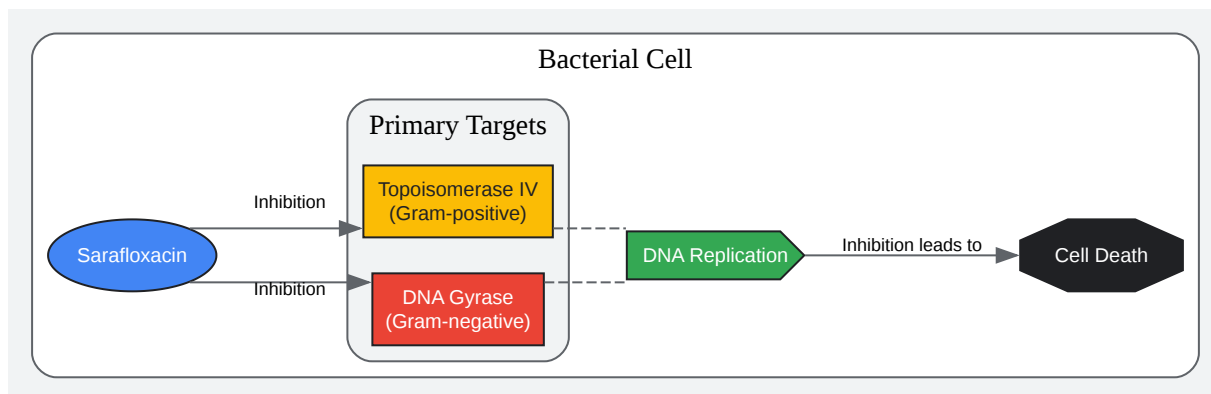 Bacterial Cell
Primary Targets
Sarafloxacin
Inhibition
Inhibition
Topoisomerase IV
(Gram-positive)
DNA Gyrase
(Gram-negative)
DNA Replication
Inhibition leads to
Cell Death